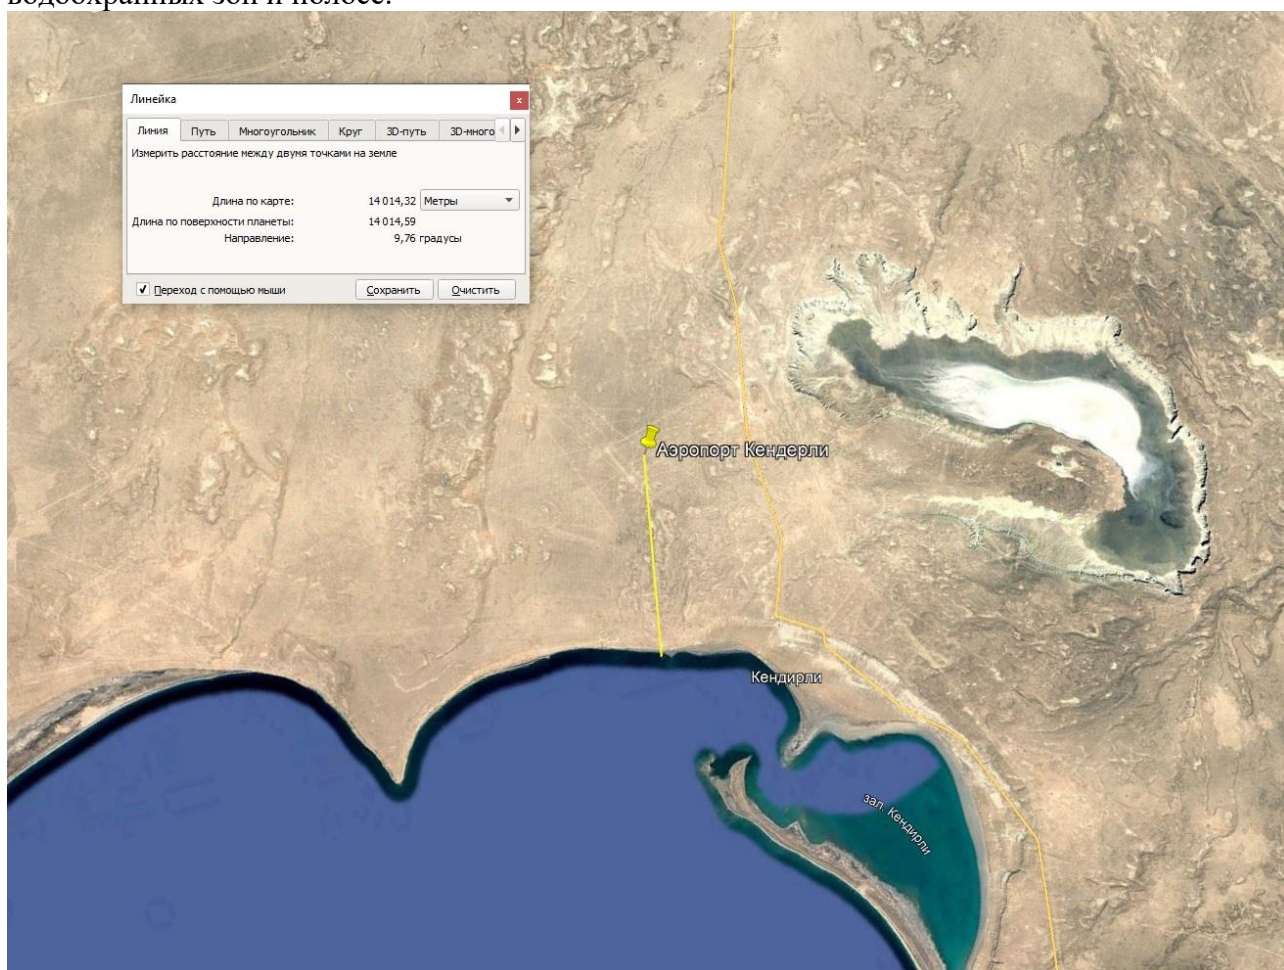 водоохранных зон и полосе.
Линейка
Линия Путь Многоугольник Круг 3D-путь 3D-много
Измерить расстояние между двумя точками на земле
Длина по карте: 14 014,32 Метры
Длина по поверхности планеты: 14 014,59
Направление: 9,76 градусы
Переход с помощью мыши Сохранить Очистить
Аэропорт Кендерли
Кендирли
зал. Кендирли